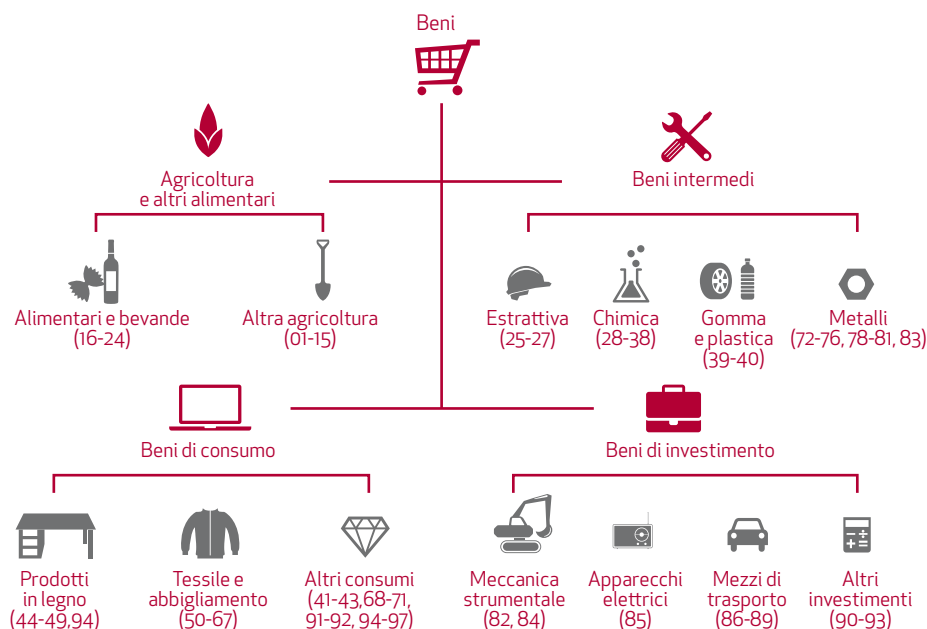 Beni
Agricoltura
e altri alimentari
Beni intermedi
Alimentari e bevande
(16-24)
Altra agricoltura
(01-15)
Estrattiva
(25-27)
Chimica
(28-38)
Gomma
e plastica
(39-40)
Metalli
(72-76, 78-81, 83)
Beni di consumo
Beni di investimento
Prodotti
in legno
(44-49,94)
Tessile e
abbigliamento
(50-67)
Altri consumi
(41-43,68-71,
91-92, 94-97)
Meccanica
strumentale
(82, 84)
Apparecchi
elettrici
(85)
Mezzi di
trasporto
(86-89)
Altri
investimenti
(90-93)